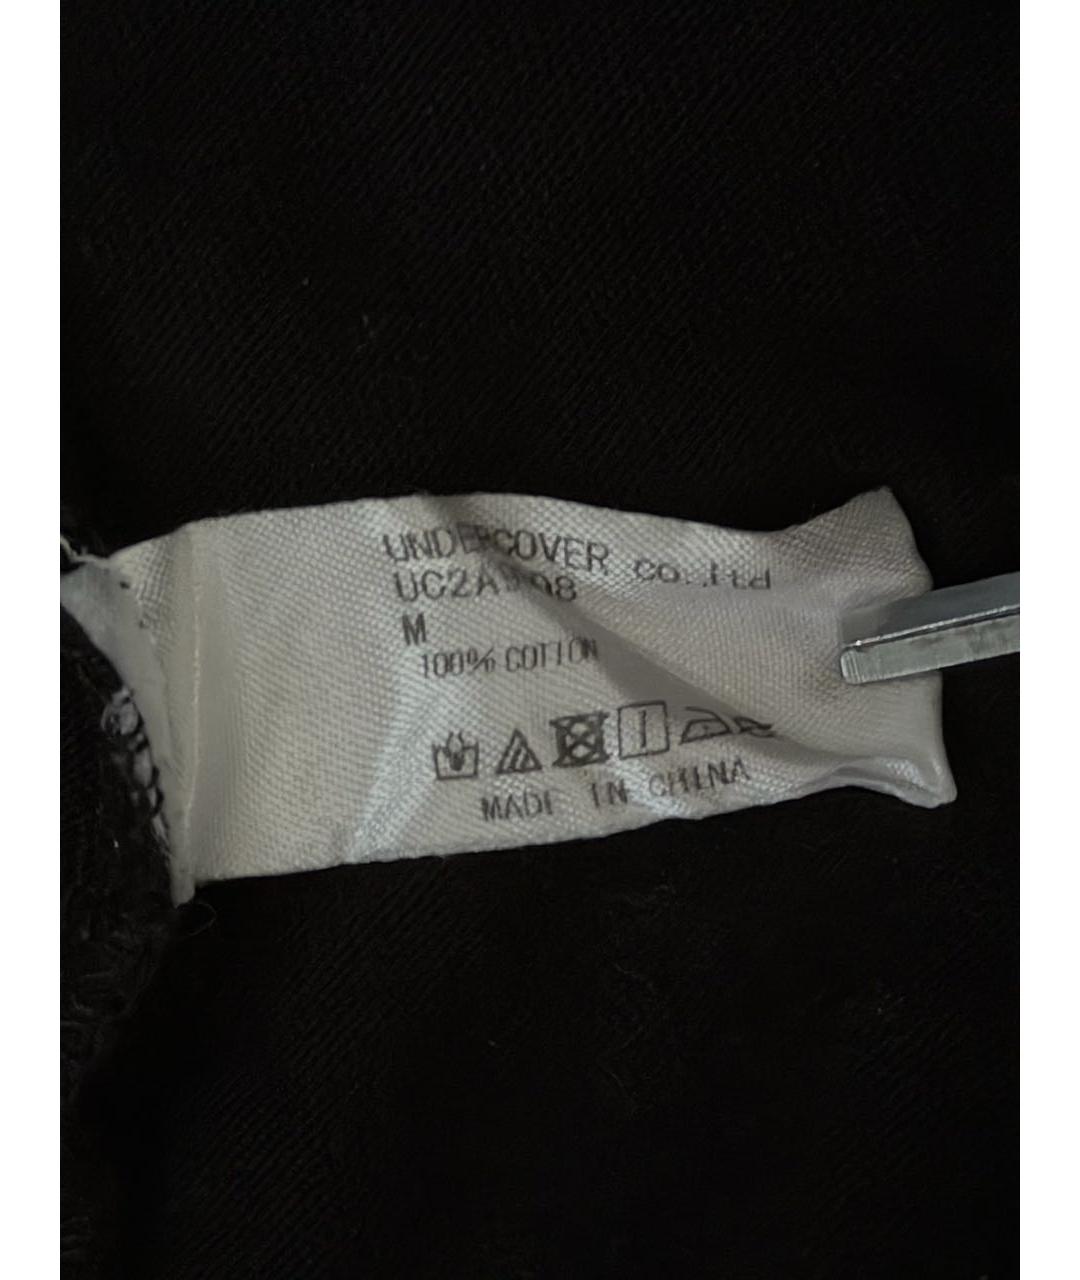 UNDERCOVER co.,Ltd
M
100% COTTON
MADE IN CHINA